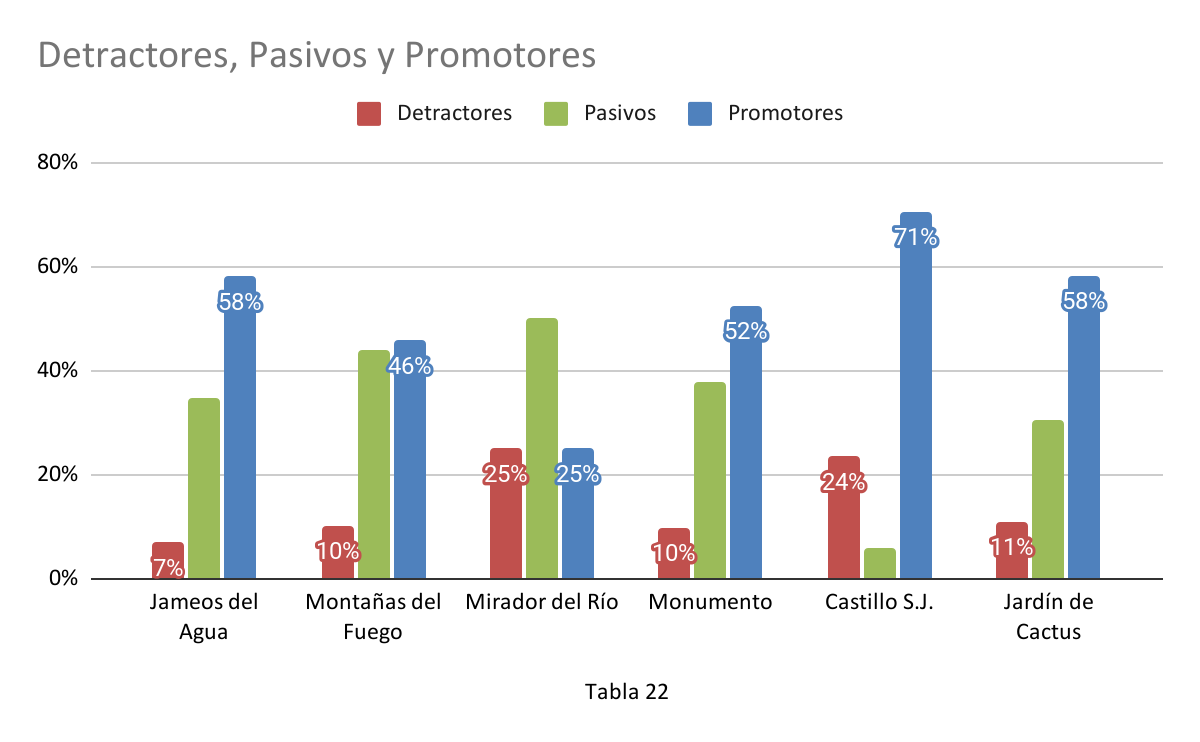 Detractores, Pasivos y Promotores
Detractores Pasivos Promotores
80%
60%
40%
20%
0%
7% 58% 10% 46% 25% 25% 10% 52% 24% 71% 11% 58%
Jameos del Agua
Montañas del Fuego
Mirador del Río
Monumento
Castillo S.J.
Jardín de Cactus
Tabla 22